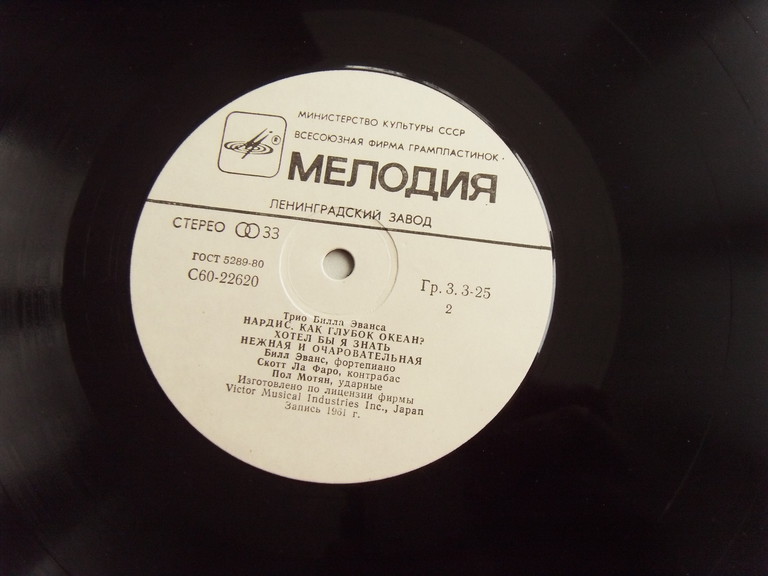 МИНИСТЕРСТВО КУЛЬТУРЫ СССР
ВСЕСОЮЗНАЯ ФИРМА ГРАМПЛАСТИНОК
®
МЕЛОДИЯ
ЛЕНИНГРАДСКИЙ ЗАВОД
СТЕРЕО 33
ГОСТ 5289-80
С60-22620
Гр. 3. 3-25
2
Трио Билла Эванса
НАРДИС. КАК ГЛУБОК ОКЕАН?
ХОТЕЛ БЫ Я ЗНАТЬ
НЕЖНАЯ И ОЧАРОВАТЕЛЬНАЯ
Билл Эванс, фортепиано
Скотт Ла Фаро, контрабас
Пол Мотян, ударные
Изготовлено по лицензии фирмы
Victor Musical Industries Inc., Japan
Запись 1961 г.